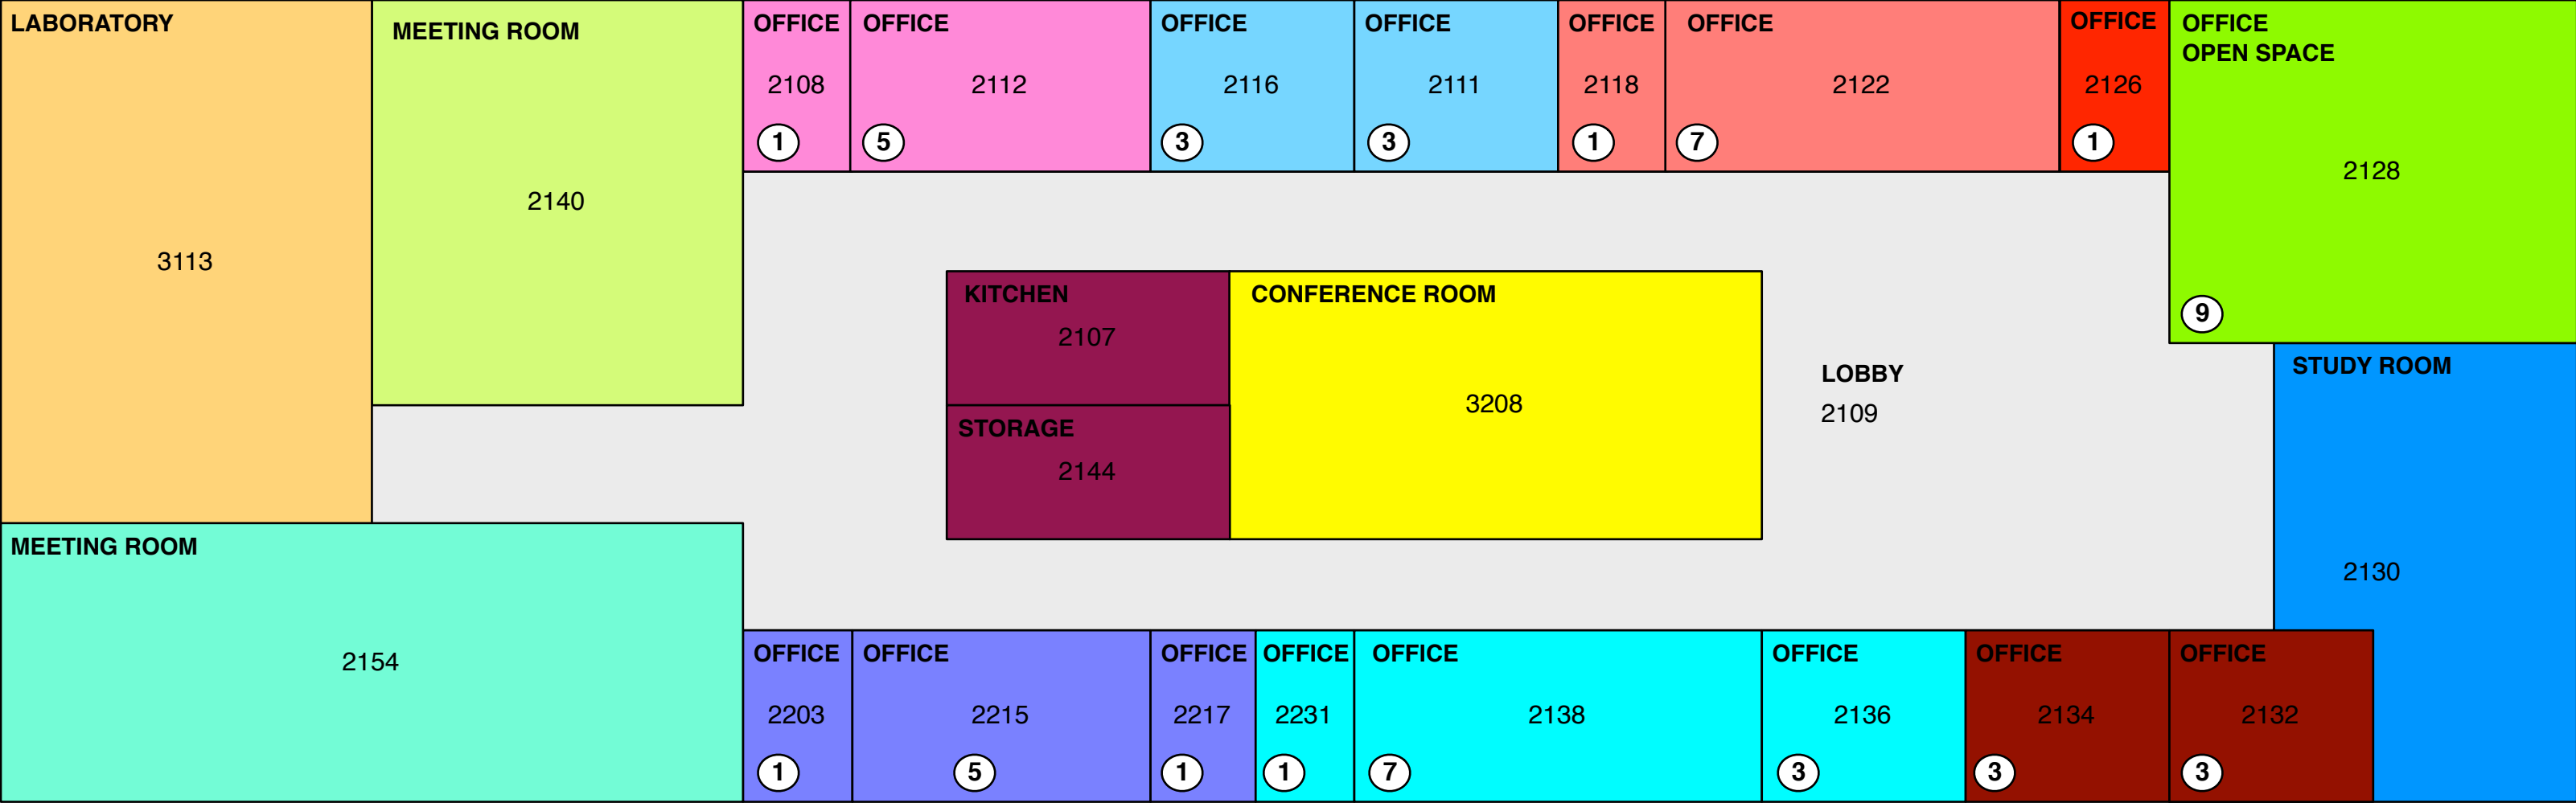 LABORATORY
3113
MEETING ROOM
2140
OFFICE
2108
1
OFFICE
2112
5
OFFICE
2116
3
OFFICE
2111
3
OFFICE
2118
1
OFFICE
2122
7
OFFICE
2126
1
OFFICE
OPEN SPACE
2128
9
KITCHEN
2107
STORAGE
2144
CONFERENCE ROOM
3208
LOBBY
2109
STUDY ROOM
2130
MEETING ROOM
2154
OFFICE
2203
1
OFFICE
2215
5
OFFICE
2217
1
OFFICE
2231
1
OFFICE
2138
7
OFFICE
2136
3
OFFICE
2134
3
OFFICE
2132
3